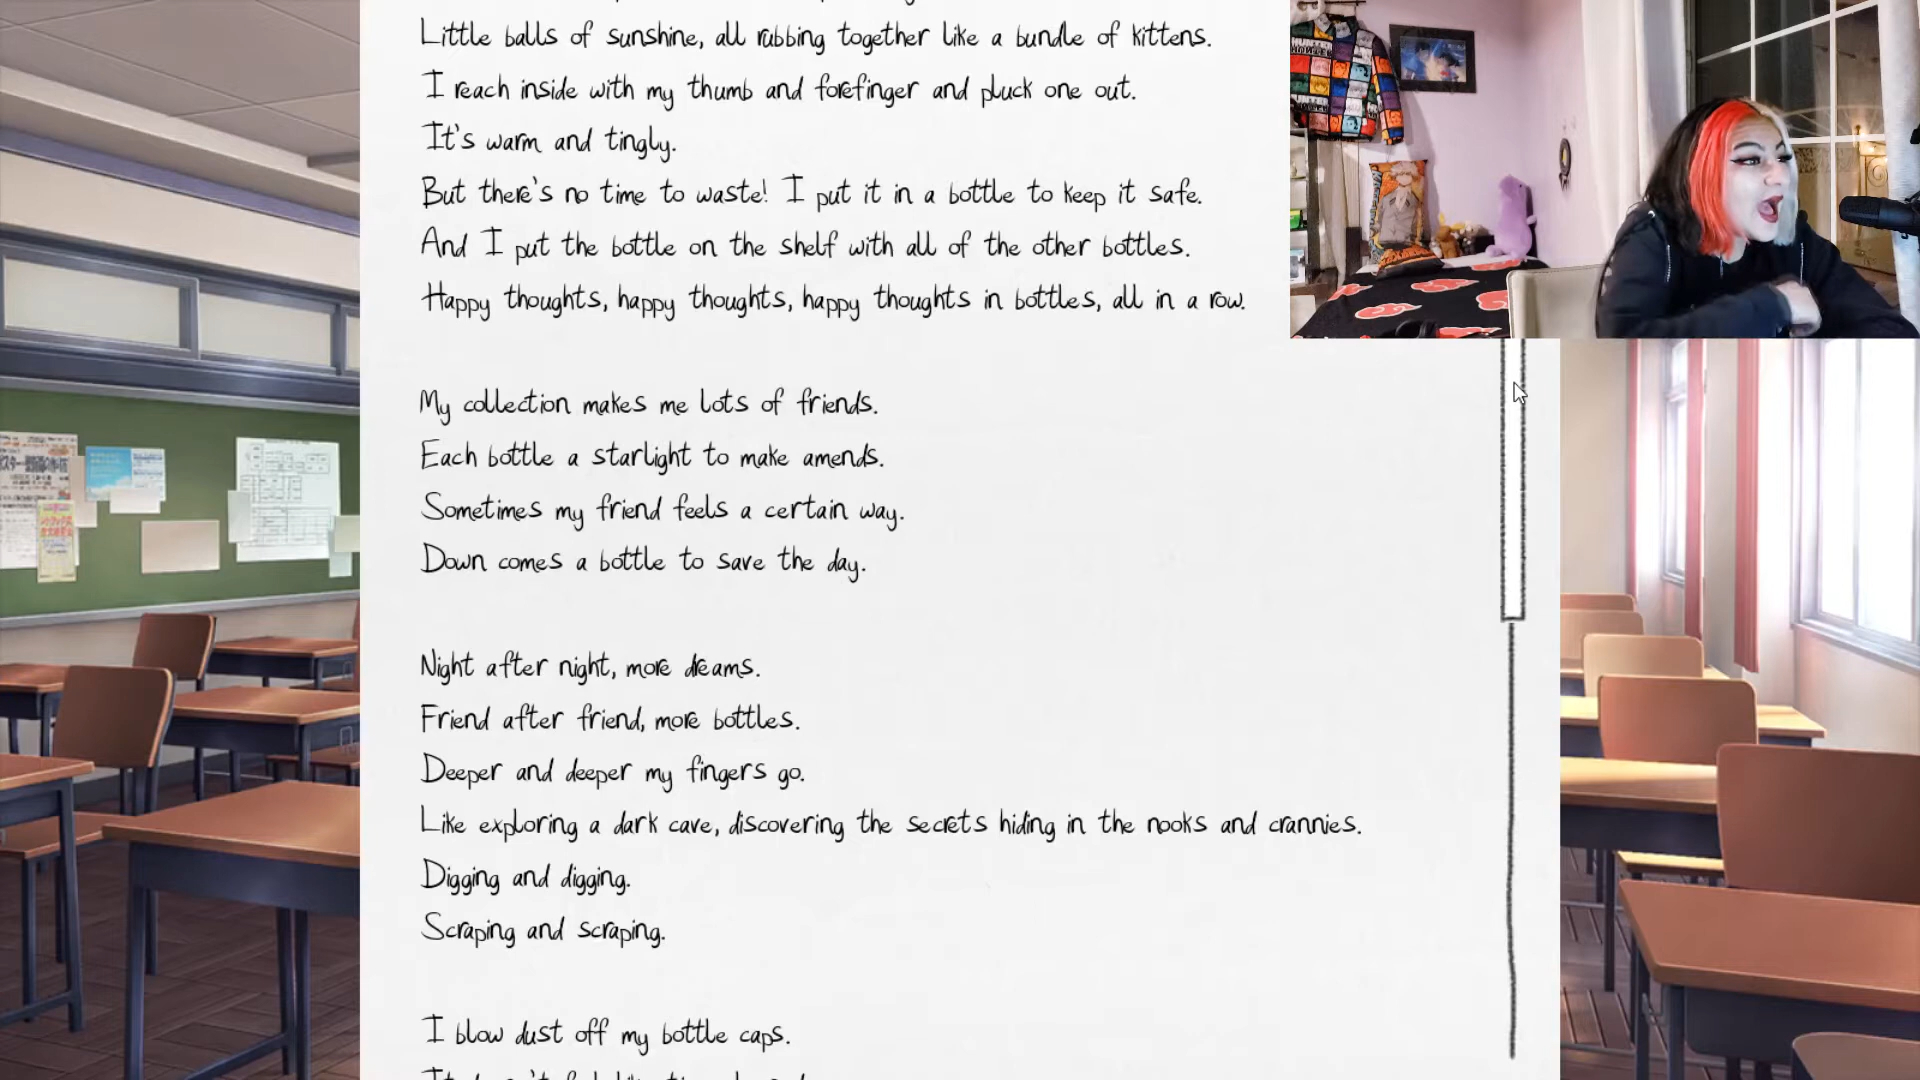 Little balls of sunshine, all rubbing together like a bundle of kittens.
I reach inside with my thumb and forefinger and pluck one out.
It's warm and tingly.
But there's no time to waste! I put it in a bottle to keep it safe.
And I put the bottle on the shelf with all of the other bottles.
Happy thoughts, happy thoughts, happy thoughts in bottles, all in a row.
My collection makes me lots of friends.
Each bottle a starlight to make amends.
Sometimes my friend feels a certain way.
Down comes a bottle to save the day.
Night after night, more dreams.
Friend after friend, more bottles.
Deeper and deeper my fingers go.
Like exploring a dark cave, discovering the secrets hiding in the nooks and crannies.
Digging and digging.
Scraping and scraping.
I blow dust off my bottle caps.